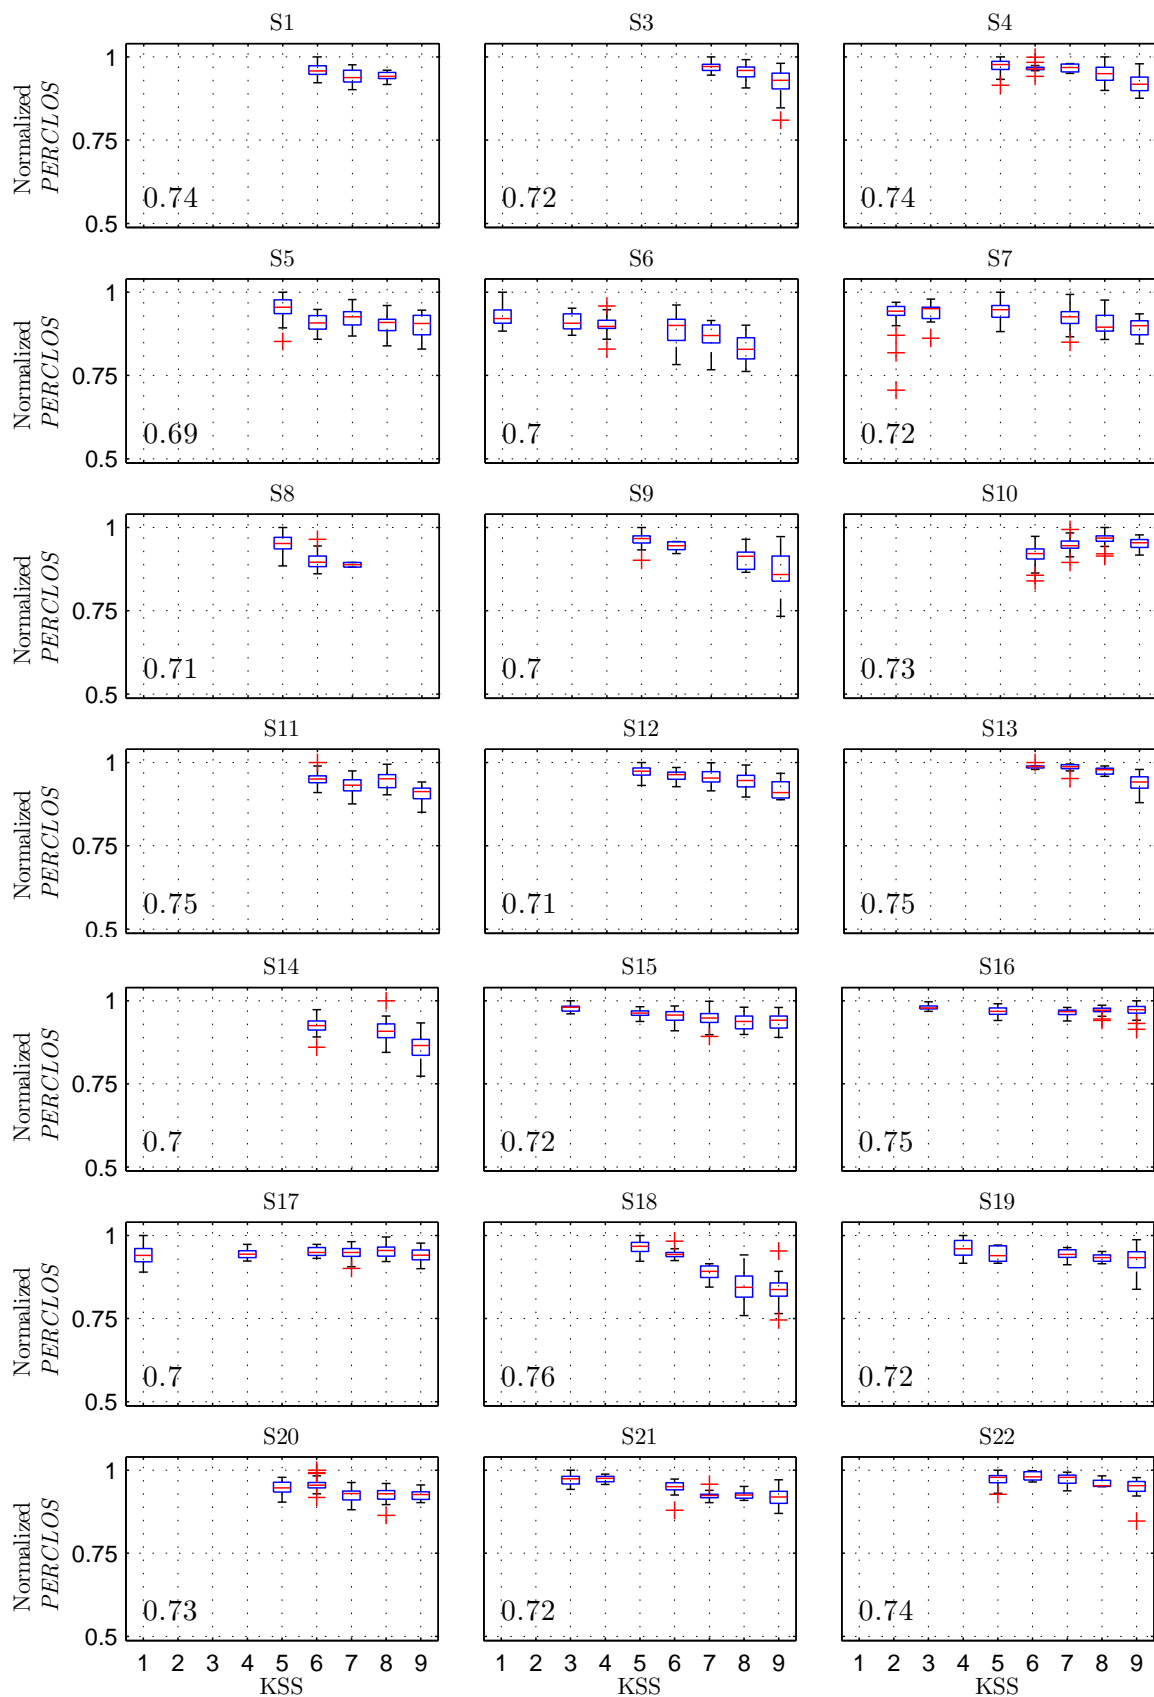 S1 S3 S4
Normalized
PERCLOS
1
0.75
0.5
0.74 0.72 0.74
S5 S6 S7
Normalized
PERCLOS
1
0.75
0.5
0.69 0.7 0.72
S8 S9 S10
Normalized
PERCLOS
1
0.75
0.5
0.71 0.7 0.73
S11 S12 S13
Normalized
PERCLOS
1
0.75
0.5
0.75 0.71 0.75
S14 S15 S16
Normalized
PERCLOS
1
0.75
0.5
0.7 0.72 0.75
S17 S18 S19
Normalized
PERCLOS
1
0.75
0.5
0.7 0.76 0.72
S20 S21 S22
Normalized
PERCLOS
1
0.75
0.5
0.73 0.72 0.74
1 2 3 4 5 6 7 8 9 1 2 3 4 5 6 7 8 9 1 2 3 4 5 6 7 8 9
KSS KSS KSS